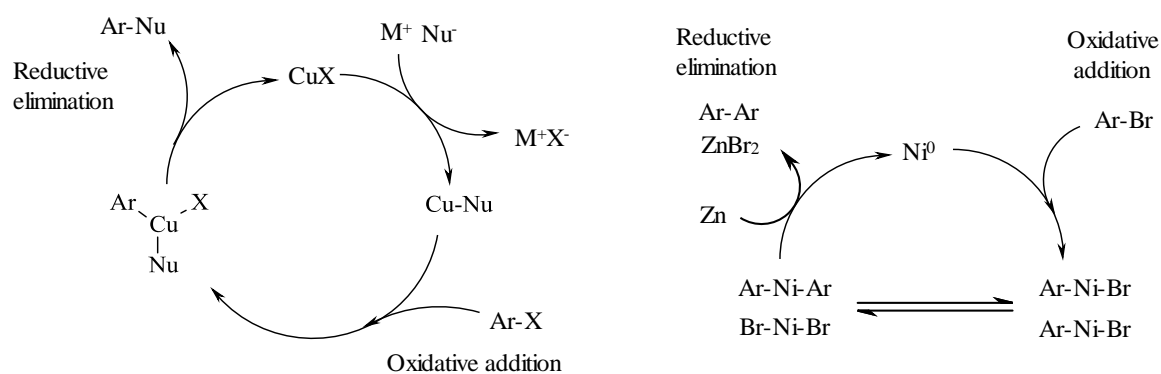 Ar-Nu
Reductive
elimination
CuX
M⁺ Nu⁻
M⁺X⁻
Cu-Nu
Ar X
Cu
Nu
Ar-X
Oxidative addition
Reductive
elimination
Oxidative
addition
Ar-Ar
ZnBr₂
Ar-Br
Ni⁰
Zn
Ar-Ni-Ar
Br-Ni-Br
Ar-Ni-Br
Ar-Ni-Br